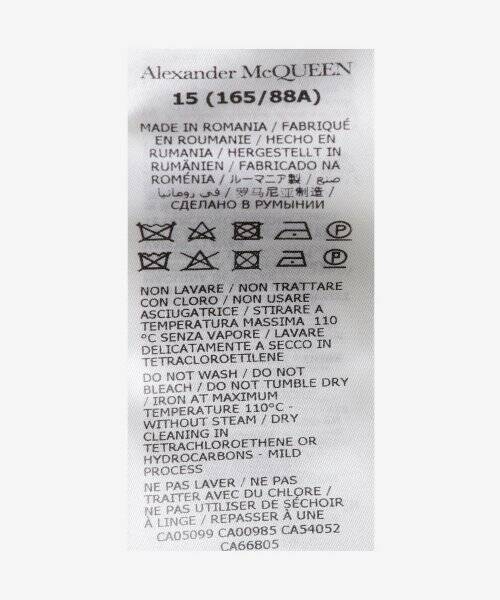 Alexander McQUEEN
15 (165/88A)
MADE IN ROMANIA / FABRIQUÉ
EN ROUMANIE / HECHO EN
RUMANIA / HERGESTELLT IN
RUMÄNIEN / FABRICADO NA
ROMÉNIA / ルーマニア製 / صنع
في رومانيا / 罗马尼亚制造 /
СДЕЛАНО В РУМЫНИИ
P
P
NON LAVARE / NON TRATTARE
CON CLORO / NON USARE
ASCIUGATRICE / STIRARE A
TEMPERATURA MASSIMA 110
°C SENZA VAPORE / LAVARE
DELICATAMENTE A SECCO IN
TETRACLOROETILENE
DO NOT WASH / DO NOT
BLEACH / DO NOT TUMBLE DRY
/ IRON AT MAXIMUM
TEMPERATURE 110°C -
WITHOUT STEAM / DRY
CLEANING IN
TETRACHLOROETHENE OR
HYDROCARBONS - MILD
PROCESS
NE PAS LAVER / NE PAS
TRAITER AVEC DU CHLORE /
NE PAS UTILISER DE SÉCHOIR
À LINGE / REPASSER À UNE
CA05099 CA00985 CA54052
CA66805